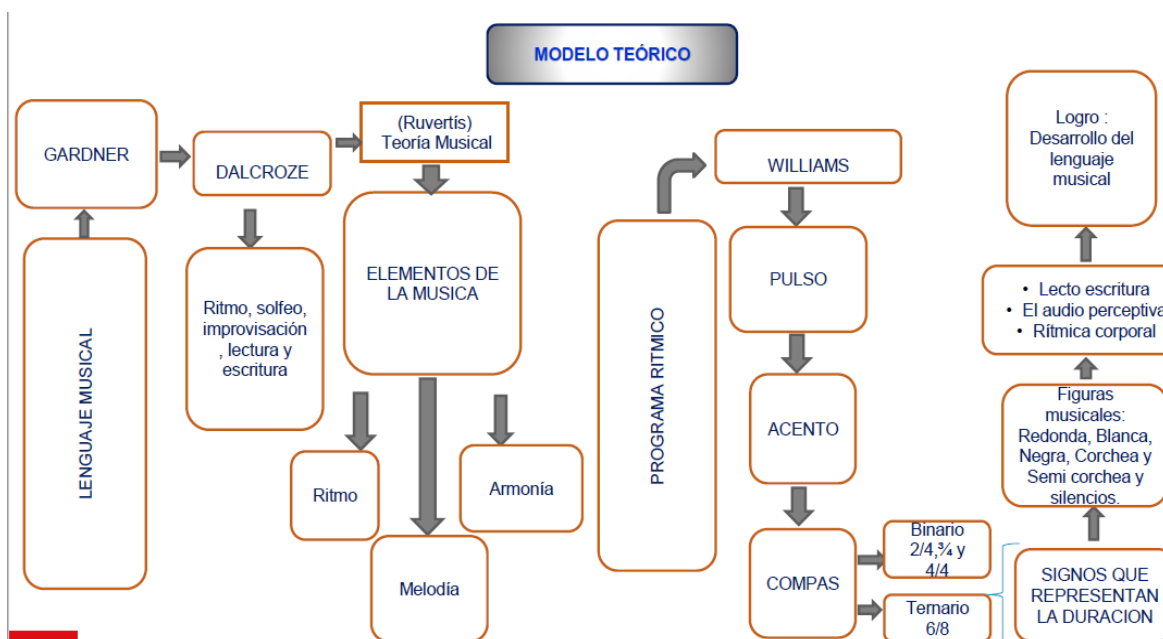 MODELO TEÓRICO
GARDNER
DALCROZE
(Ruvertís)
Teoría Musical
LENGUAJE MUSICAL
Ritmo, solfeo,
improvisación
, lectura y
escritura
ELEMENTOS DE
LA MUSICA
Ritmo
Melodía
Armonía
PROGRAMA RITMICO
WILLIAMS
PULSO
ACENTO
COMPAS
Binario
2/4,¾ y
4/4
Ternario
6/8
SIGNOS QUE
REPRESENTAN
LA DURACION
Figuras
musicales:
Redonda, Blanca,
Negra, Corchea y
Semi corchea y
silencios.
• Lecto escritura
• El audio perceptiva
• Rítmica corporal
Logro :
Desarrollo del
lenguaje
musical